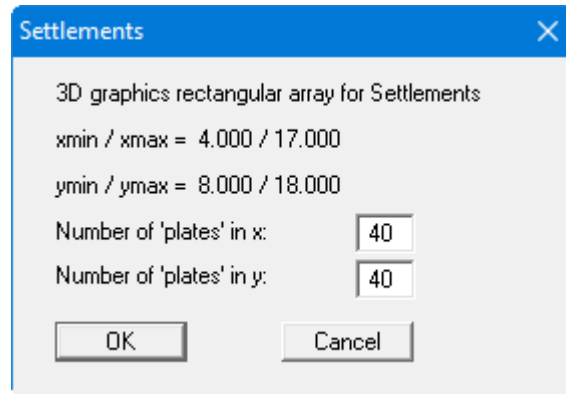 Settlements
3D graphics rectangular array for Settlements
xmin / xmax = 4.000 / 17.000
ymin / ymax = 8.000 / 18.000
Number of 'plates' in x: 40
Number of 'plates' in y: 40
OK Cancel